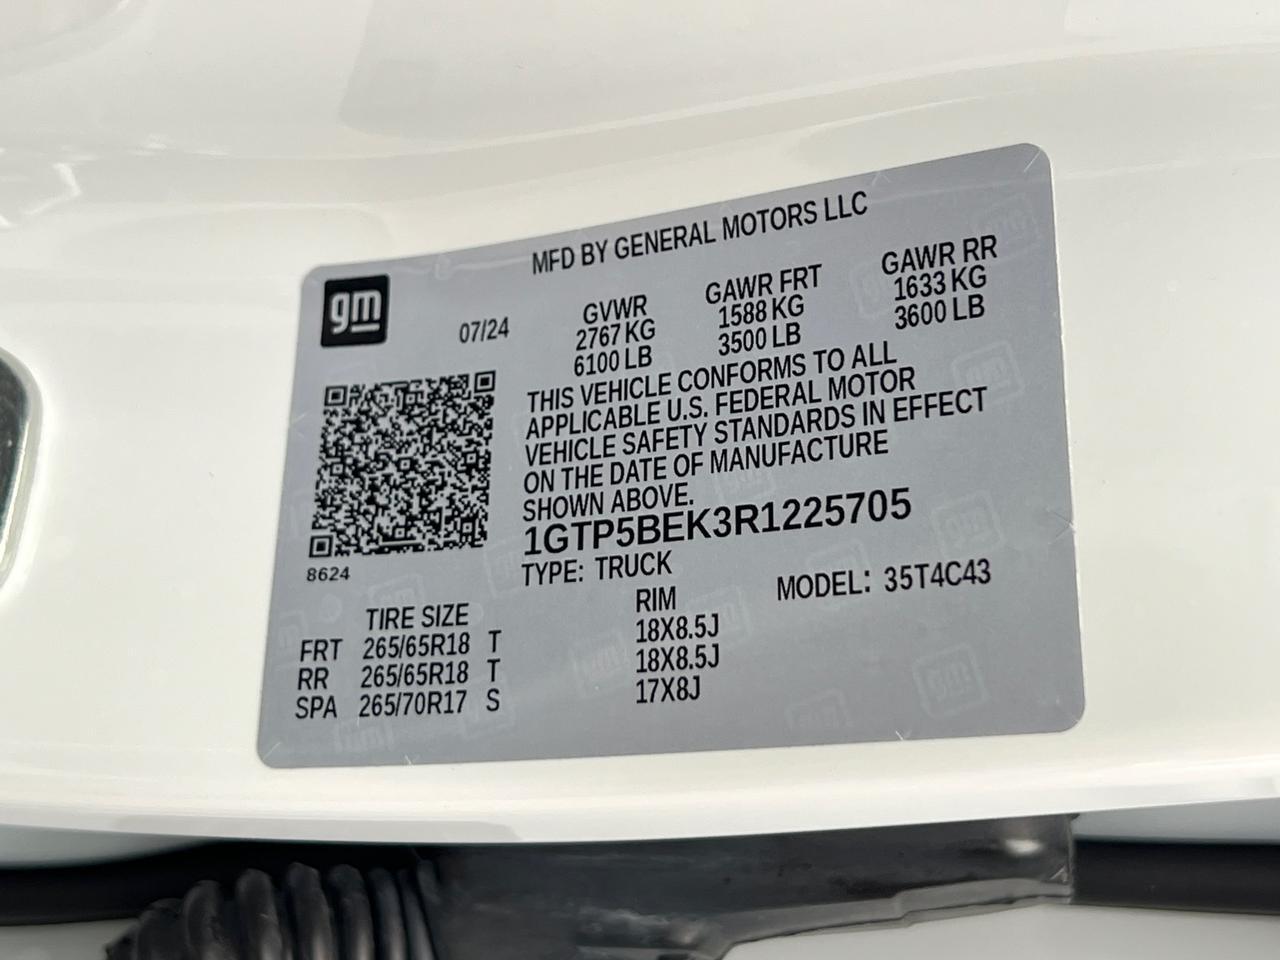 MFD BY GENERAL MOTORS LLC
gm
07/24
GVWR
2767 KG
6100 LB
GAWR FRT
1588 KG
3500 LB
GAWR RR
1633 KG
3600 LB
THIS VEHICLE CONFORMS TO ALL
APPLICABLE U.S. FEDERAL MOTOR
VEHICLE SAFETY STANDARDS IN EFFECT
ON THE DATE OF MANUFACTURE
SHOWN ABOVE.
1GTP5BEK3R1225705
8624
TYPE: TRUCK
MODEL: 35T4C43
TIRE SIZE RIM
FRT 265/65R18 T 18X8.5J
RR 265/65R18 T 18X8.5J
SPA 265/70R17 S 17X8J